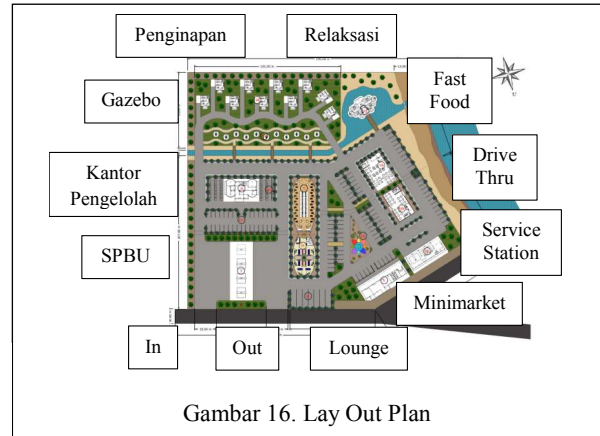 Penginapan
Relaksasi
Gazebo
Fast
Food
Kantor
Pengelolah
Drive
Thru
SPBU
Service
Station
Minimarket
In
Out
Lounge
Gambar 16. Lay Out Plan